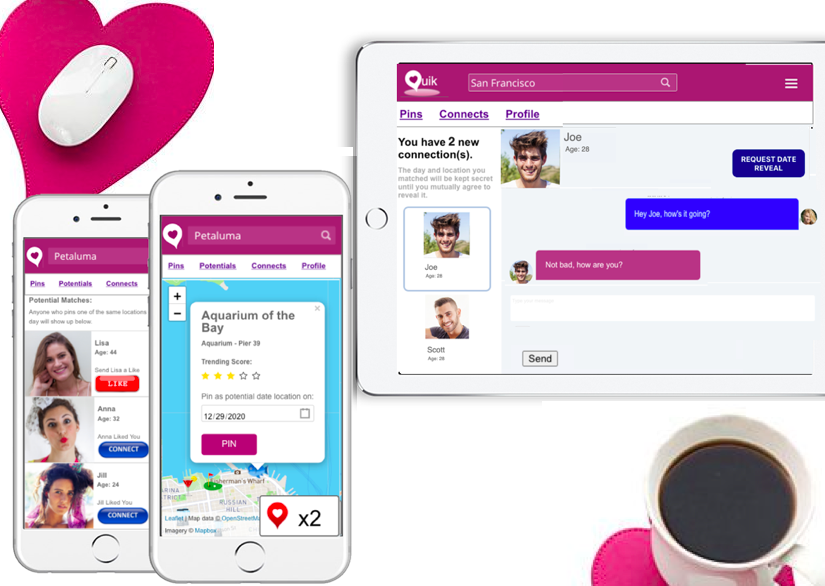 Petaluma
Pins Potentials Connects
Potential Matches:
Anyone who pins one of the same locations
day will show up below.
Lisa
Age: 44
Send Lisa a Like
LIKE
Anna
Age: 32
Anna Liked You
CONNECT
Jill
Age: 24
Jill Liked You
CONNECT
Petaluma
Pins Potentials Connects Profile
+
−
×
Aquarium of the
Bay
Aquarium - Pier 39
Trending Score:
Pin as potential date location on:
12/29/2020
PIN
Fisherman's Wharf
RUSSIAN
HILL
Leaflet | Map data © OpenStreetMa
Imagery © Mapbox
x2
Quik
San Francisco
Pins Connects Profile
You have 2 new
connection(s).
The day and location you
matched will be kept secret
until you mutually agree to
reveal it.
Joe
Age: 28
Scott
Age: 28
Joe
Age: 28
REQUEST DATE
REVEAL
Hey Joe, how's it going?
Not bad, how are you?
Send